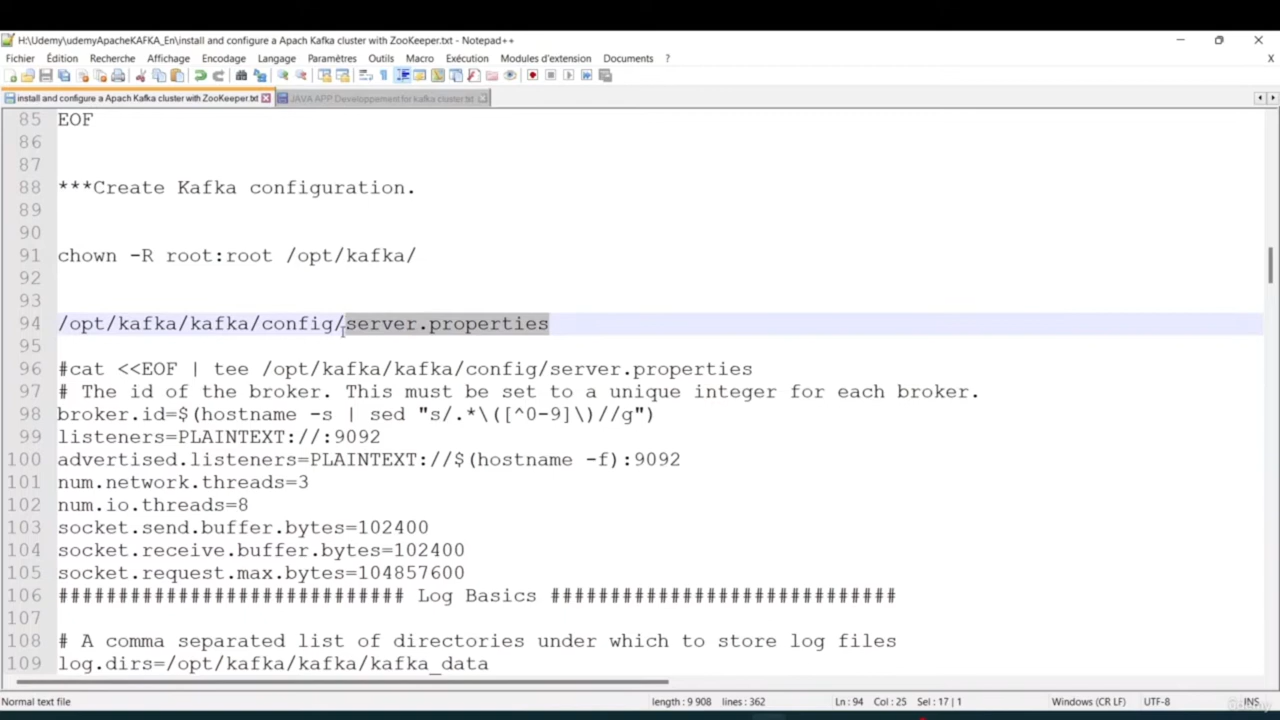 H:\Udemy\udemyApacheKAFKA_En\install and configure a Apach Kafka cluster with ZooKeeper.txt - Notepad++
Fichier Édition Recherche Affichage Encodage Langage Paramètres Outils Macro Exécution Modules d'extension Documents ?
X
install and configure a Apach Kafka cluster with ZooKeeper.txt JAVA APP Developpement for kafka cluster.txt
85 EOF
86
87
88 ***Create Kafka configuration.
89
90
91 chown -R root:root /opt/kafka/
92
93
94 /opt/kafka/kafka/config/server.properties
95
96 #cat <<EOF | tee /opt/kafka/kafka/config/server.properties
97 # The id of the broker. This must be set to a unique integer for each broker.
98 broker.id=$(hostname -s | sed "s/.*\([^0-9]\)//g")
99 listeners=PLAINTEXT://:9092
100 advertised.listeners=PLAINTEXT://$(hostname -f):9092
101 num.network.threads=3
102 num.io.threads=8
103 socket.send.buffer.bytes=102400
104 socket.receive.buffer.bytes=102400
105 socket.request.max.bytes=104857600
106 ############################# Log Basics #############################
107
108 # A comma separated list of directories under which to store log files
109 log.dirs=/opt/kafka/kafka/kafka_data
Normal text file length : 9 908 lines : 362 Ln : 94 Col : 25 Sel : 17 | 1 Windows (CR LF) UTF-8 INS
Udemy